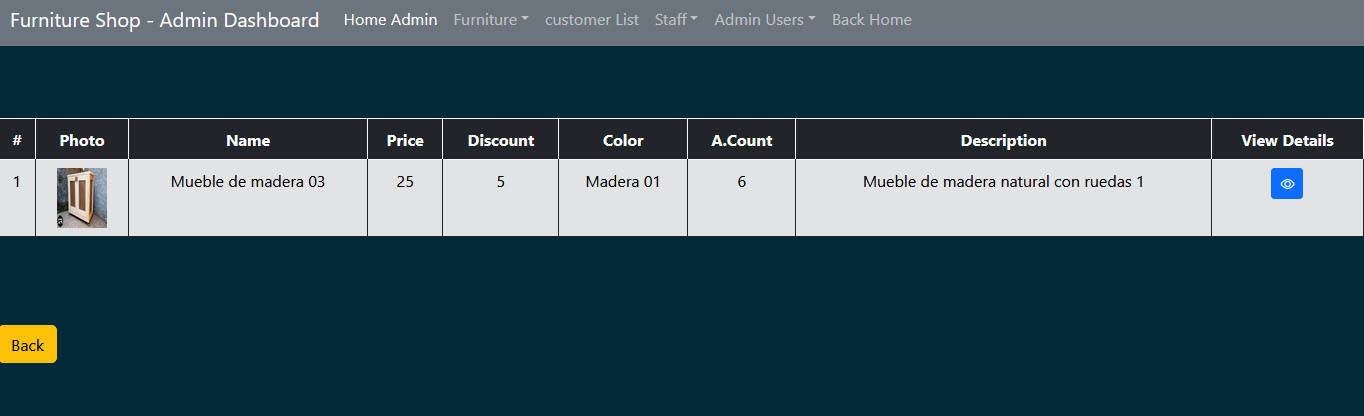 Furniture Shop - Admin Dashboard Home Admin Furniture customer List Staff Admin Users Back Home
# Photo Name Price Discount Color A.Count Description View Details
1 Mueble de madera 03 25 5 Madera 01 6 Mueble de madera natural con ruedas 1
Back